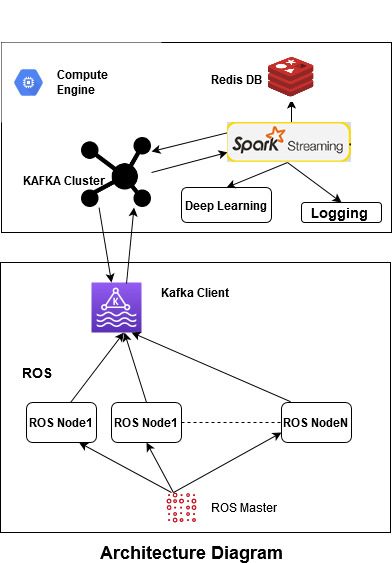 Compute
Engine
Redis DB
Spark Streaming
KAFKA Cluster
Deep Learning
Logging
Kafka Client
K
ROS
ROS Node1
ROS Node1
ROS NodeN
ROS Master
Architecture Diagram